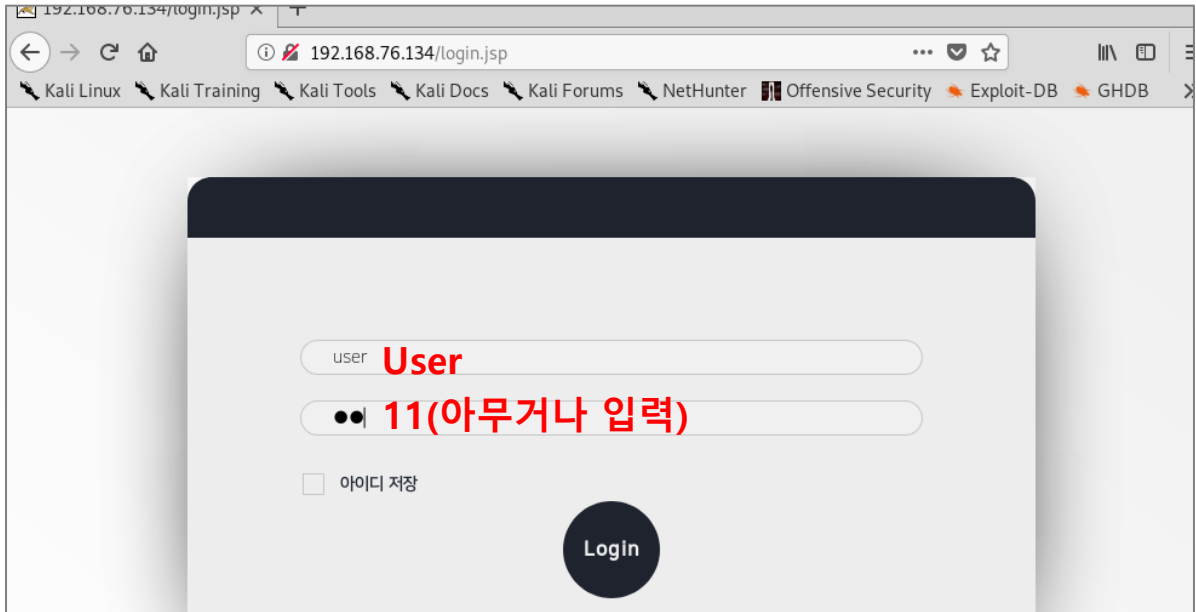 192.168.76.134/login.jsp
192.168.76.134/login.jsp
Kali Linux Kali Training Kali Tools Kali Docs Kali Forums NetHunter Offensive Security Exploit-DB GHDB
user User
11(아무거나 입력)
아이디 저장
Login